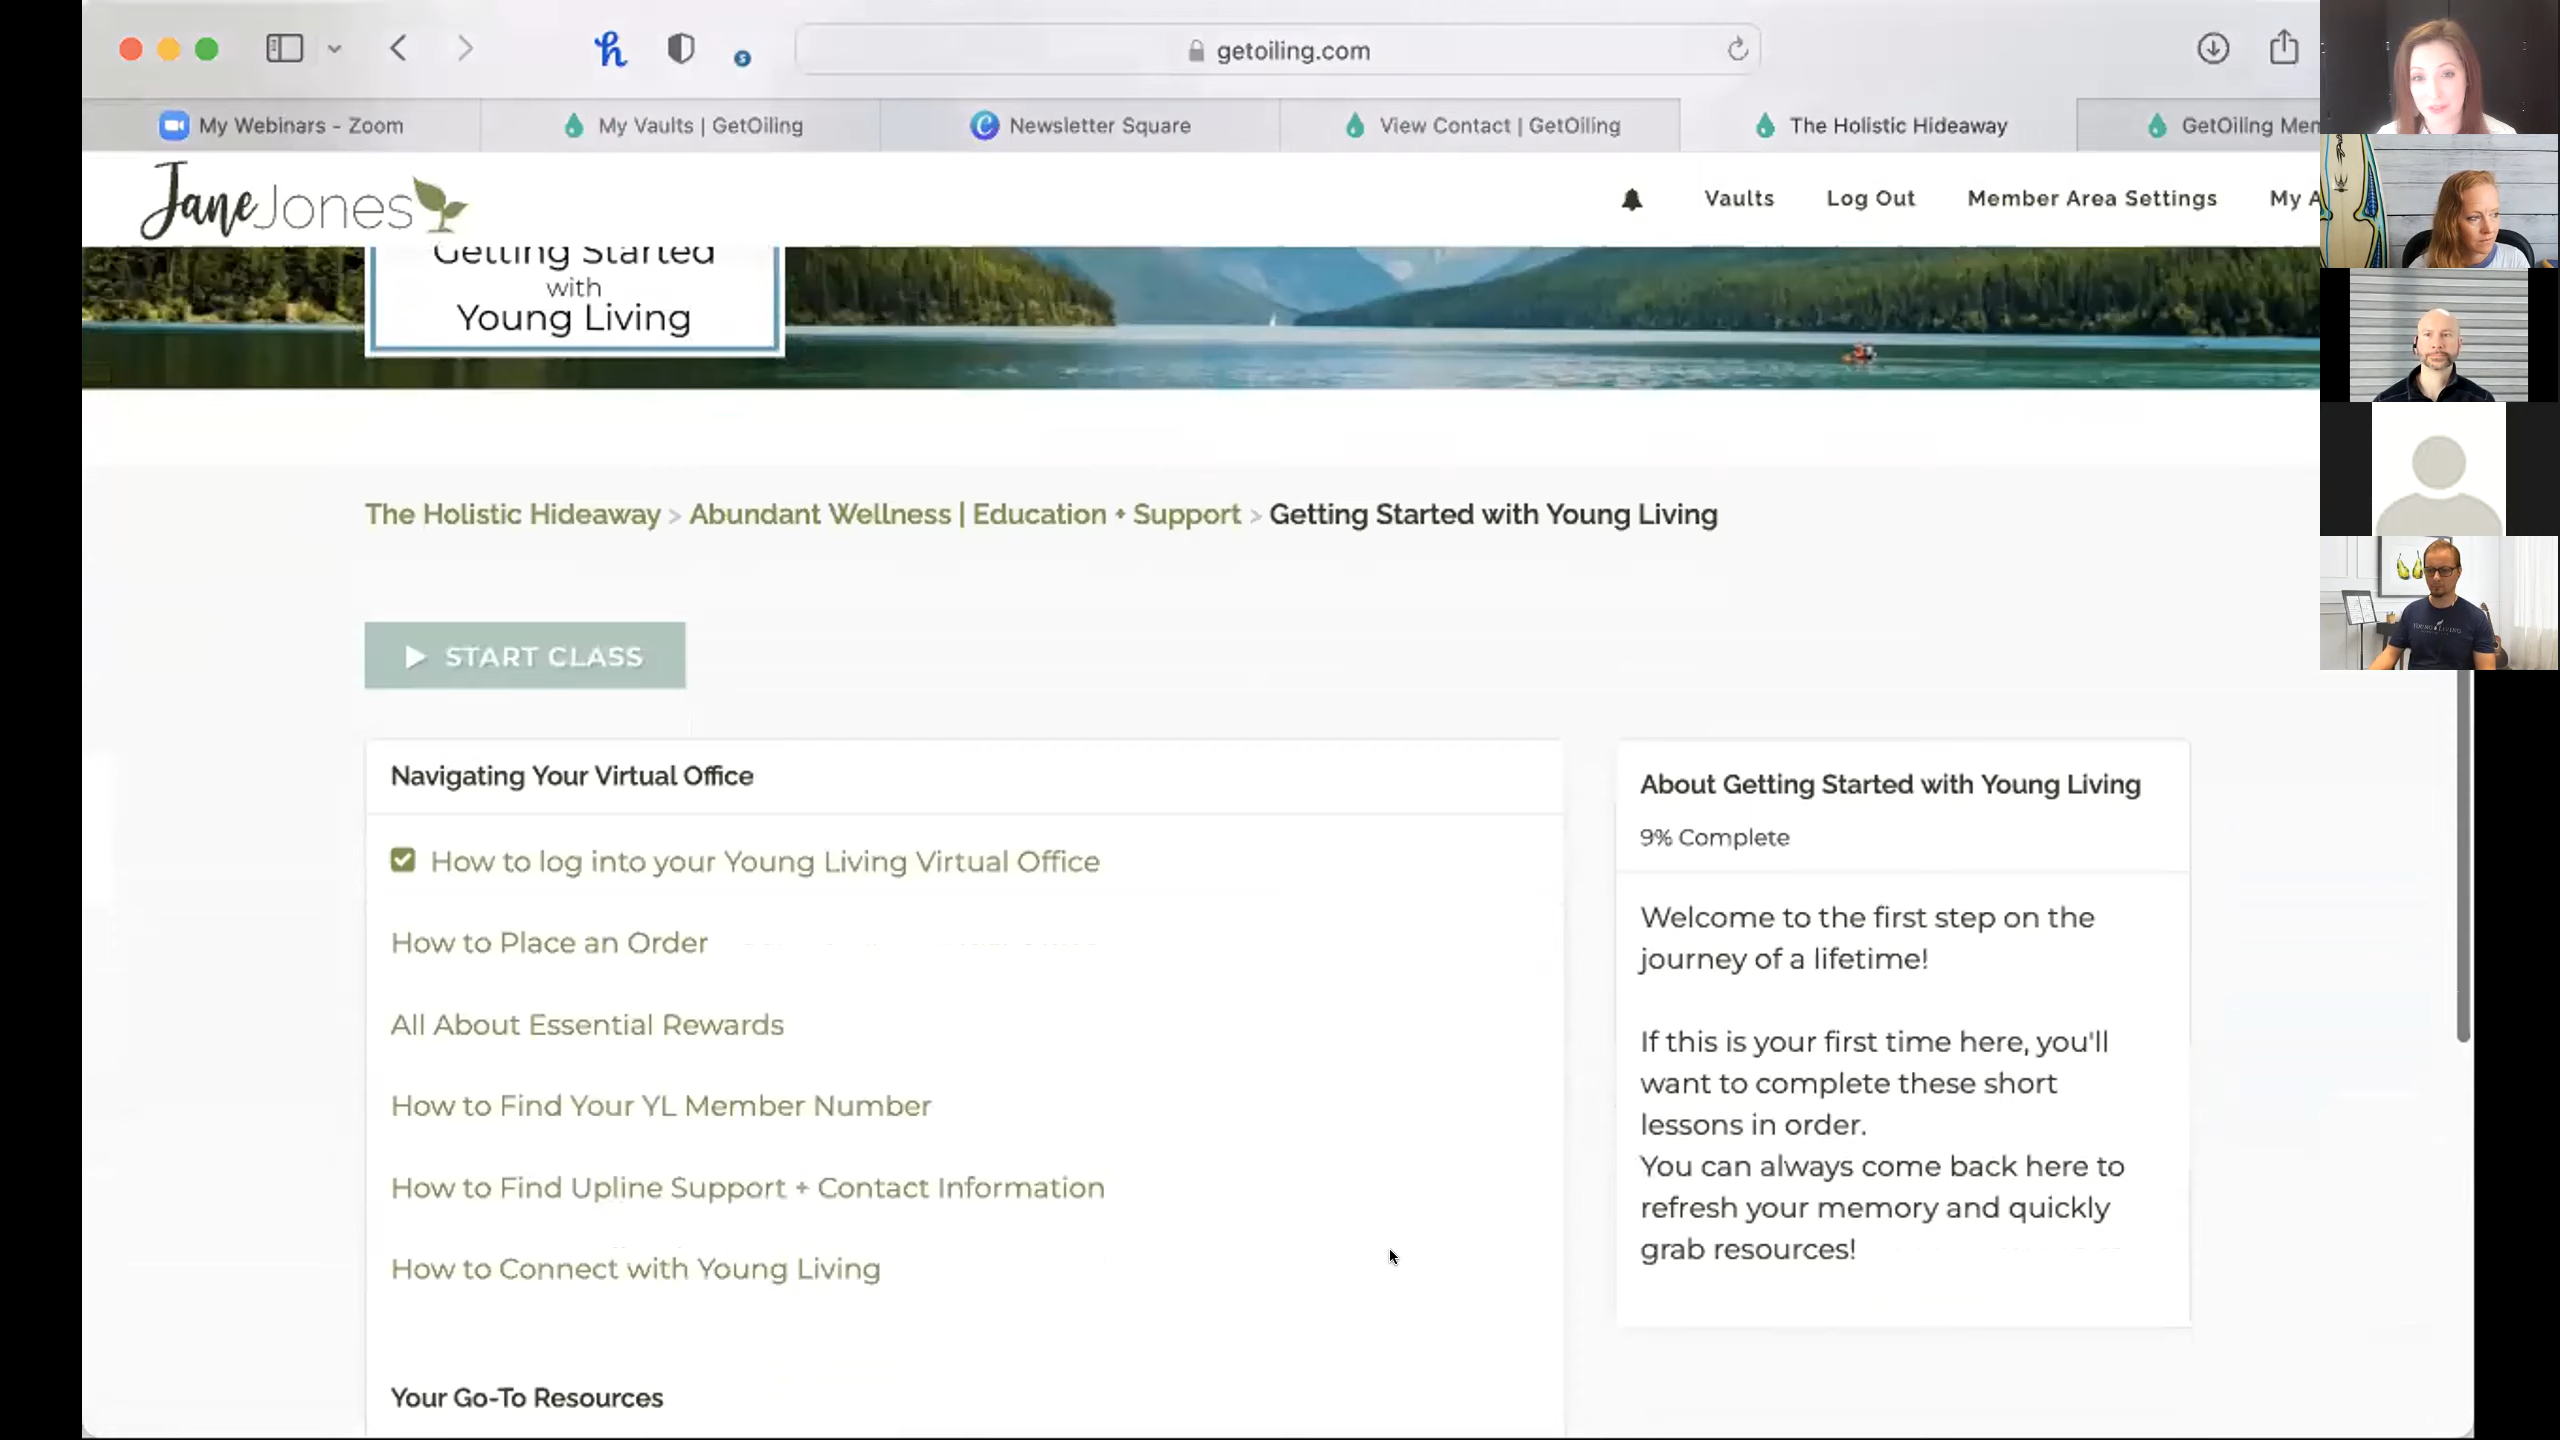 getoiling.com
My Webinars - Zoom
My Vaults | GetOiling
Newsletter Square
View Contact | GetOiling
The Holistic Hideaway
GetOiling Mem
Jane Jones
Vaults
Log Out
Member Area Settings
My A
Getting Started
with
Young Living
The Holistic Hideaway > Abundant Wellness | Education + Support > Getting Started with Young Living
START CLASS
Navigating Your Virtual Office
How to log into your Young Living Virtual Office
How to Place an Order
All About Essential Rewards
How to Find Your YL Member Number
How to Find Upline Support + Contact Information
How to Connect with Young Living
Your Go-To Resources
About Getting Started with Young Living
9% Complete
Welcome to the first step on the
journey of a lifetime!
If this is your first time here, you'll
want to complete these short
lessons in order.
You can always come back here to
refresh your memory and quickly
grab resources!
YOUNG LIVING